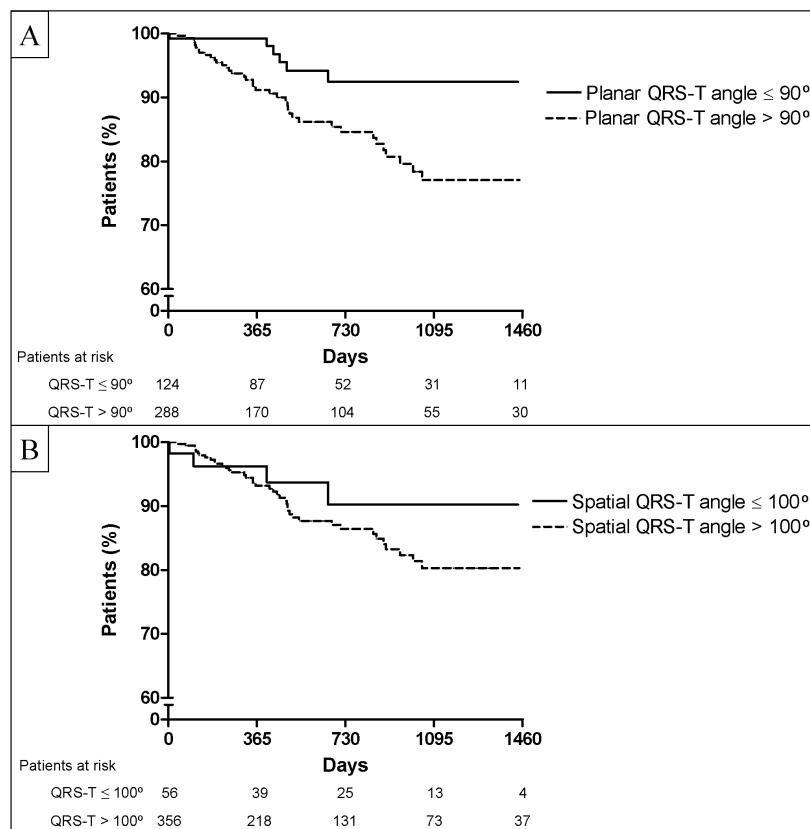 A
100
90
80
70
60
0
Patients (%)
0 365 730 1095 1460
Days
Planar QRS-T angle ≤ 90º
Planar QRS-T angle > 90º
Patients at risk
QRS-T ≤ 90º 124 87 52 31 11
QRS-T > 90º 288 170 104 55 30
B
100
90
80
70
60
0
Patients (%)
0 365 730 1095 1460
Days
Spatial QRS-T angle ≤ 100º
Spatial QRS-T angle > 100º
Patients at risk
QRS-T ≤ 100º 56 39 25 13 4
QRS-T > 100º 356 218 131 73 37